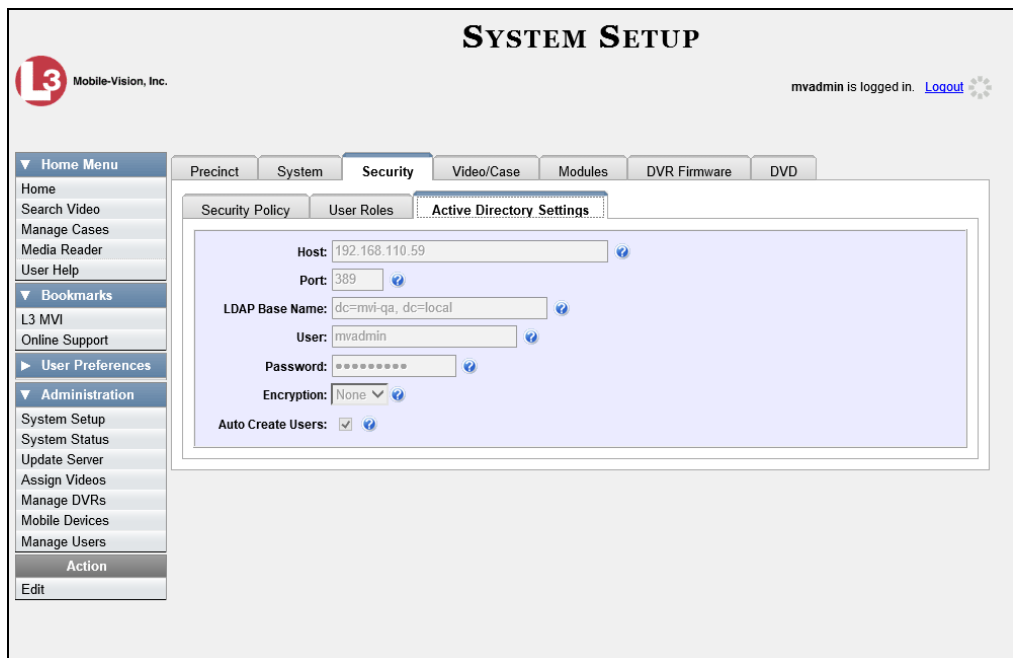 SYSTEM SETUP
L3 Mobile-Vision, Inc.
mvadmin is logged in. Logout
▼ Home Menu
Home
Search Video
Manage Cases
Media Reader
User Help
▼ Bookmarks
L3 MVI
Online Support
► User Preferences
▼ Administration
System Setup
System Status
Update Server
Assign Videos
Manage DVRs
Mobile Devices
Manage Users
Action
Edit
Precinct System Security Video/Case Modules DVR Firmware DVD
Security Policy User Roles Active Directory Settings
Host: 192.168.110.59 ?
Port: 389 ?
LDAP Base Name: dc=mvi-qa, dc=local ?
User: mvadmin ?
Password: ●●●●●●●●● ?
Encryption: None ?
Auto Create Users: ✓ ?